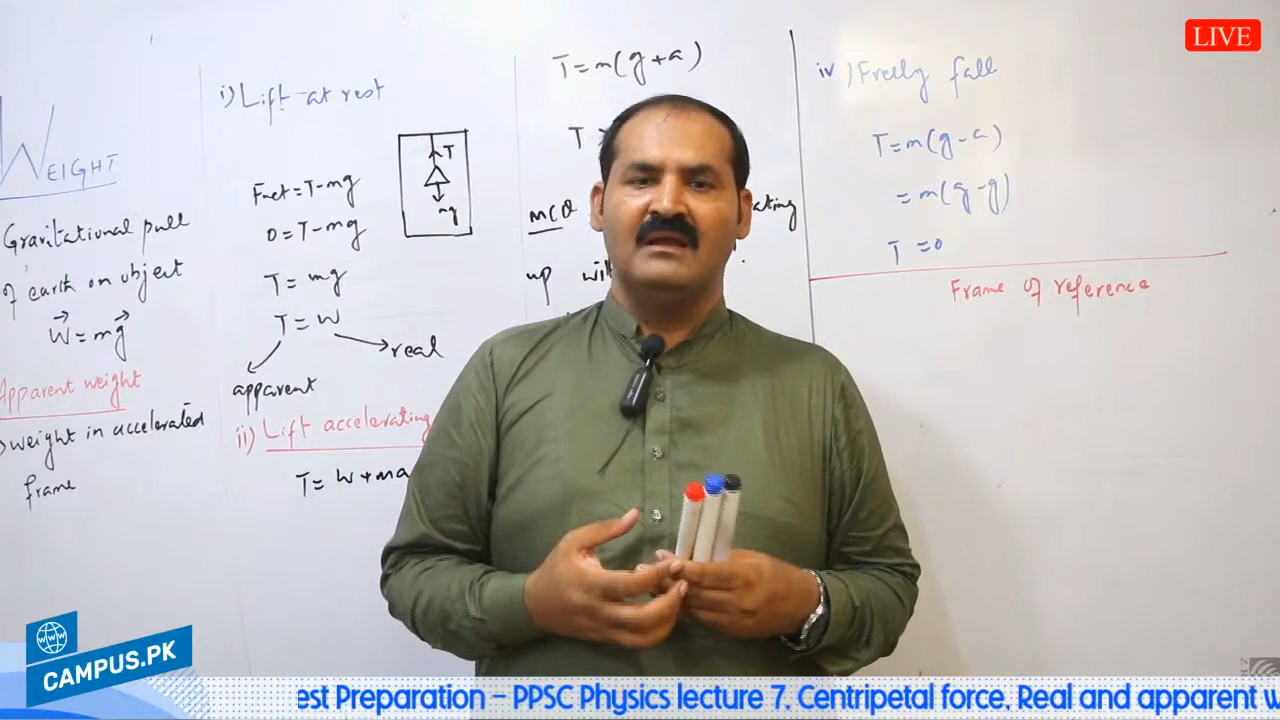 WEIGHT
Gravitational pull
of earth on object
W = mg
Apparent weight
weight in accelerated
frame
i) Lift at rest
T
mg
Fnet = T - mg
0 = T - mg
T = mg
T = W
real
apparent
ii) Lift accelerating
T = W + ma
T = m(g + a)
T >
MCQ
up
iv) Freely fall
T = m(g - a)
= m(g - g)
T = 0
Frame of reference
LIVE
WWW
CAMPUS.PK
est Preparation – PPSC Physics lecture 7, Centripetal force, Real and apparent w